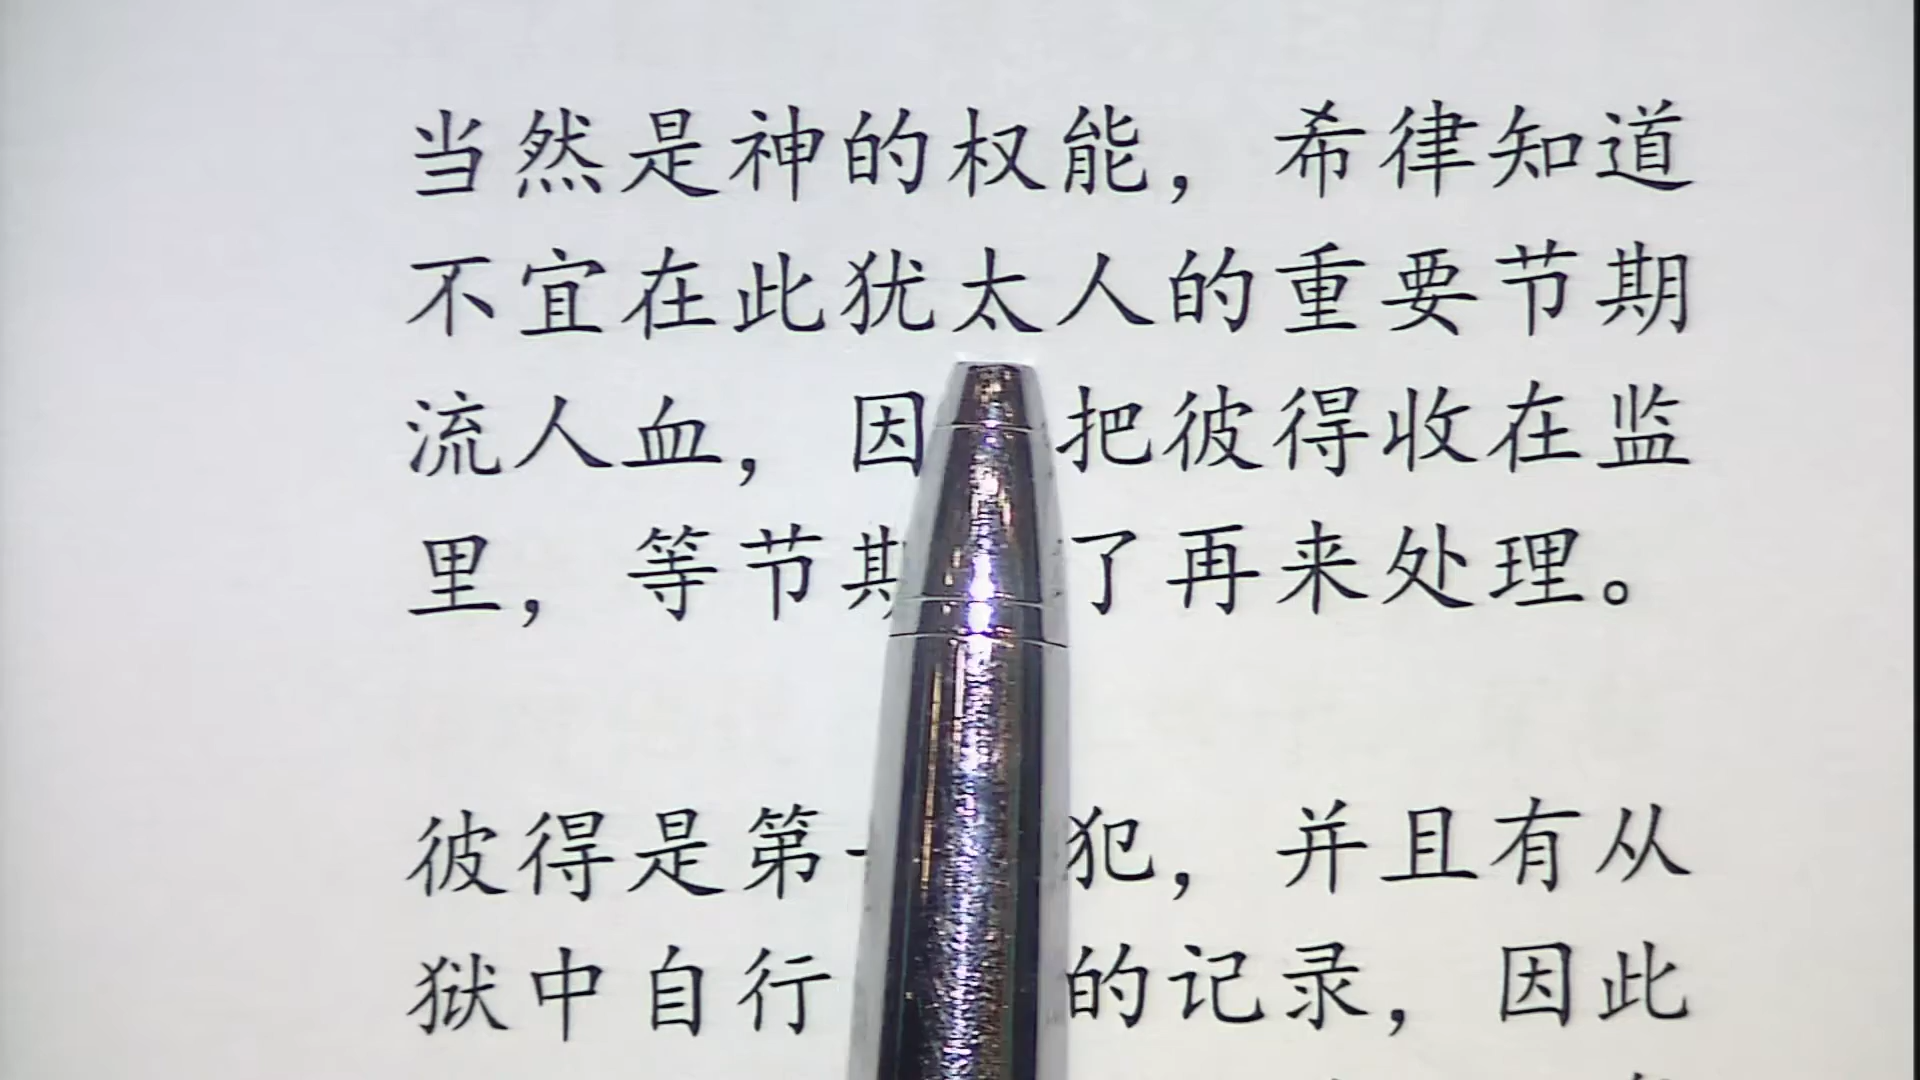 当然是神的权能，希律知道
不宜在此犹太人的重要节期
流人血，因 把彼得收在监
里，等节期 了再来处理。
彼得是第 犯，并且有从
狱中自行 的记录，因此